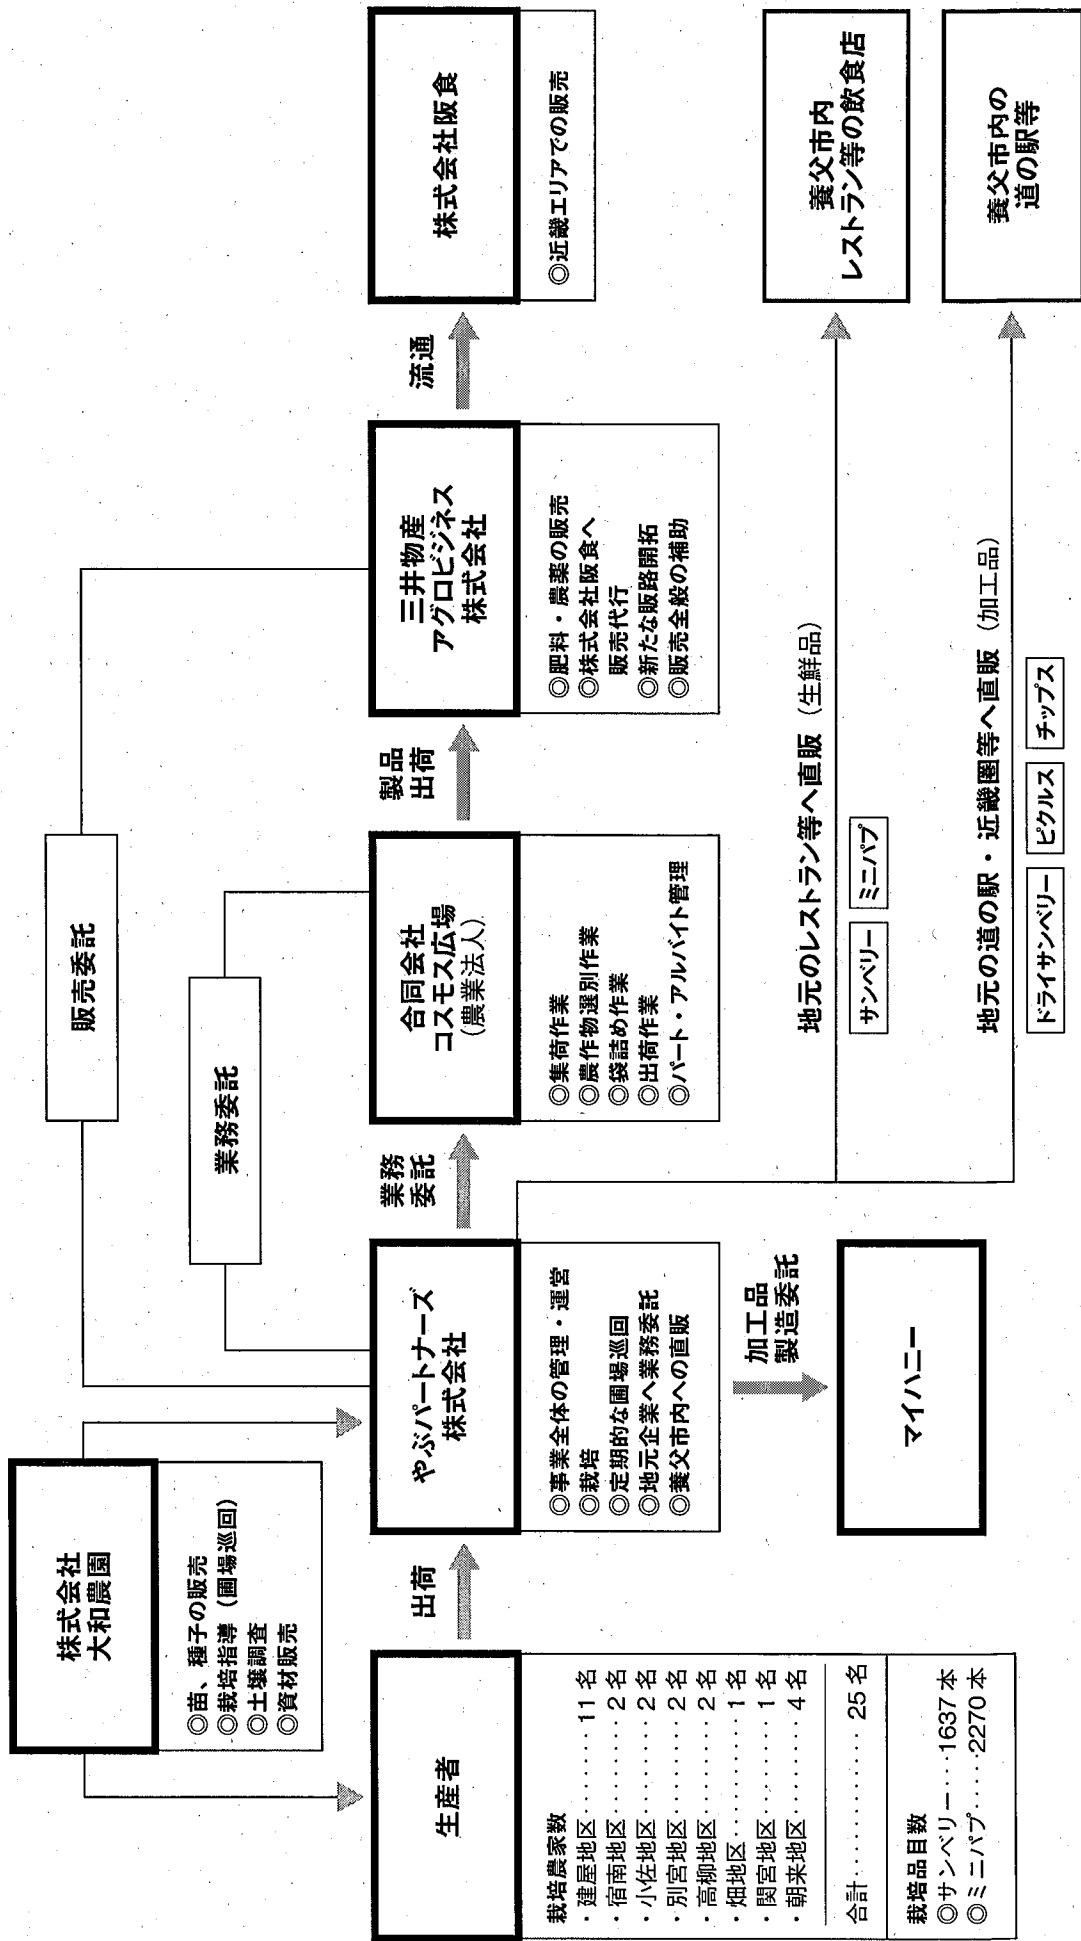 販売委託
業務委託
株式会社
大和農園
◎苗、種子の販売
◎栽培指導（圃場巡回）
◎土壌調査
◎資材販売
生産者
栽培農家数
・建屋地区………11名
・宿南地区………2名
・小佐地区………2名
・別宮地区………2名
・高柳地区………2名
・畑地区…………1名
・関宮地区………1名
・朝来地区………4名
合計…………25名
栽培品目数
◎サンベリー…1637本
◎ミニパプ……2270本
出荷
やぶパートナーズ
株式会社
◎事業全体の管理・運営
◎栽培
◎定期的な圃場巡回
◎地元企業へ業務委託
◎養父市内への直販
業務
委託
合同会社
コスモス広場
（農業法人）
◎集荷作業
◎農作物選別作業
◎袋詰め作業
◎出荷作業
◎パート・アルバイト管理
製品
出荷
三井物産
アグロビジネス
株式会社
◎肥料・農薬の販売
◎株式会社阪食へ
販売代行
◎新たな販路開拓
◎販売全般の補助
流通
株式会社阪食
◎近畿エリアでの販売
加工品
製造委託
マイハニー
地元のレストラン等へ直販（生鮮品）
サンベリー
ミニパプ
養父市内
レストラン等の飲食店
地元の道の駅・近畿圏等へ直販（加工品）
ドライサンベリー
ピクルス
チップス
養父市内の
道の駅等